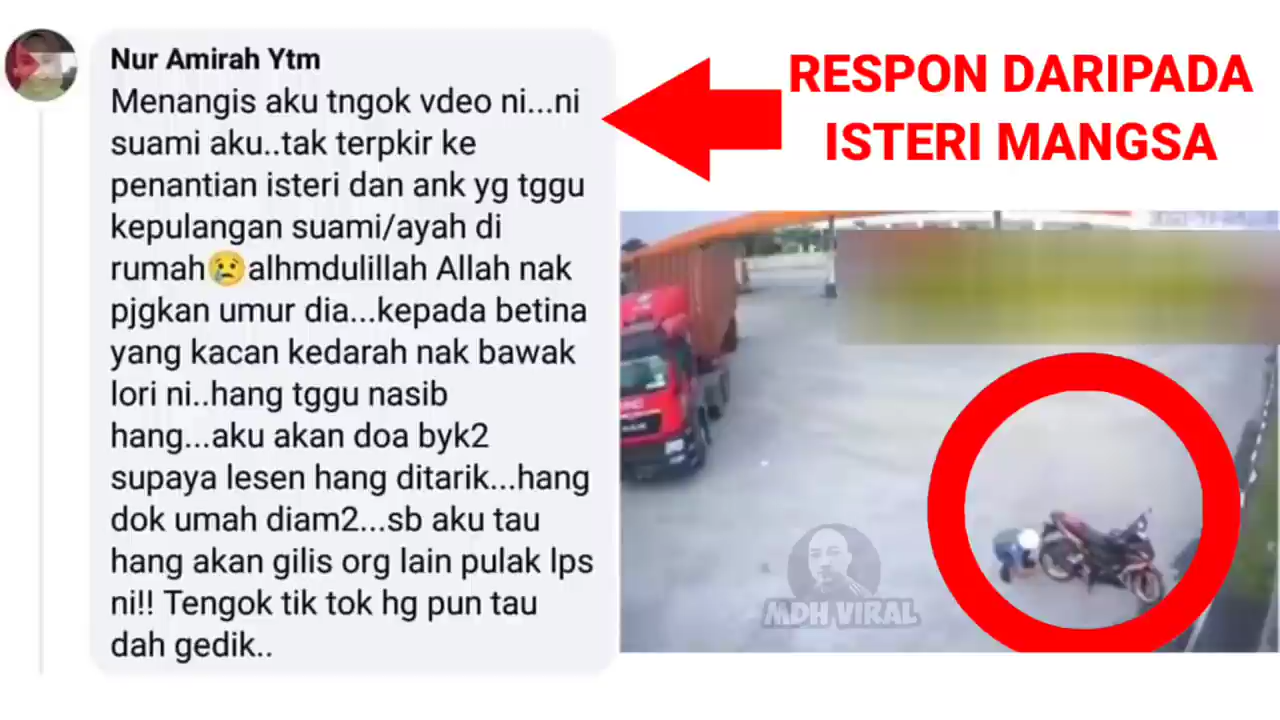 Nur Amirah Ytm
Menangis aku tngok vdeo ni...ni
suami aku..tak terpkir ke
penantian isteri dan ank yg tggu
kepulangan suami/ayah di
rumah😢alhmdulillah Allah nak
pjgkan umur dia...kepada betina
yang kacan kedarah nak bawak
lori ni..hang tggu nasib
hang...aku akan doa byk2
supaya lesen hang ditarik...hang
dok umah diam2...sb aku tau
hang akan gilis org lain pulak lps
ni!! Tengok tik tok hg pun tau
dah gedik..
RESPON DARIPADA
ISTERI MANGSA
MDH VIRAL